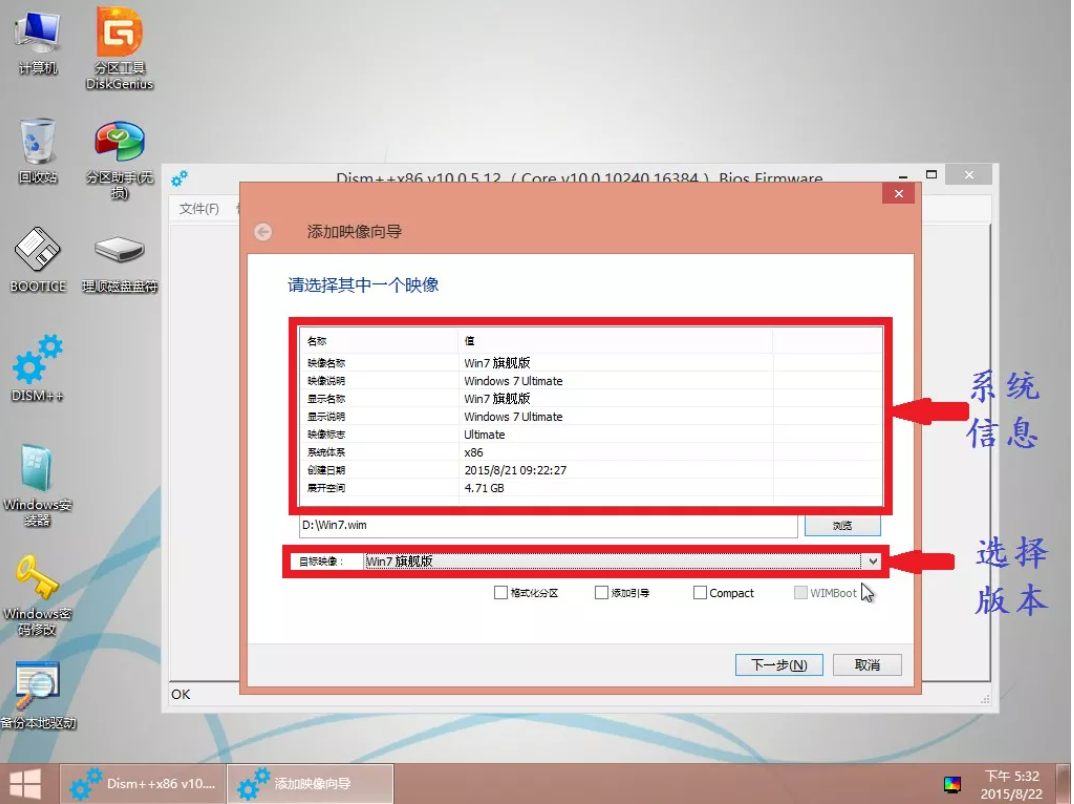 计算机
分区工具
DiskGenius
回收站
分区助手(无
损)
BOOTICE
理顺磁盘盘符
DISM++
Windows安
装器
Windows密
码修改
备份本地驱动
Dism++x86 v10.0.5.12 ( Core v10.0.10240.16384 ) Bios Firmware
文件(F)
添加映像向导
请选择其中一个映像
名称 值
映像名称 Win7 旗舰版
映像说明 Windows 7 Ultimate
显示名称 Win7 旗舰版
显示说明 Windows 7 Ultimate
映像标志 Ultimate
系统体系 x86
创建日期 2015/8/21 09:22:27
展开空间 4.71 GB
D:\Win7.wim 浏览
目标映像： Win7 旗舰版
格式化分区 添加引导 Compact WIMBoot
下一步(N) 取消
OK
系统
信息
选择
版本
Dism++x86 v10....
添加映像向导
下午 5:32
2015/8/22